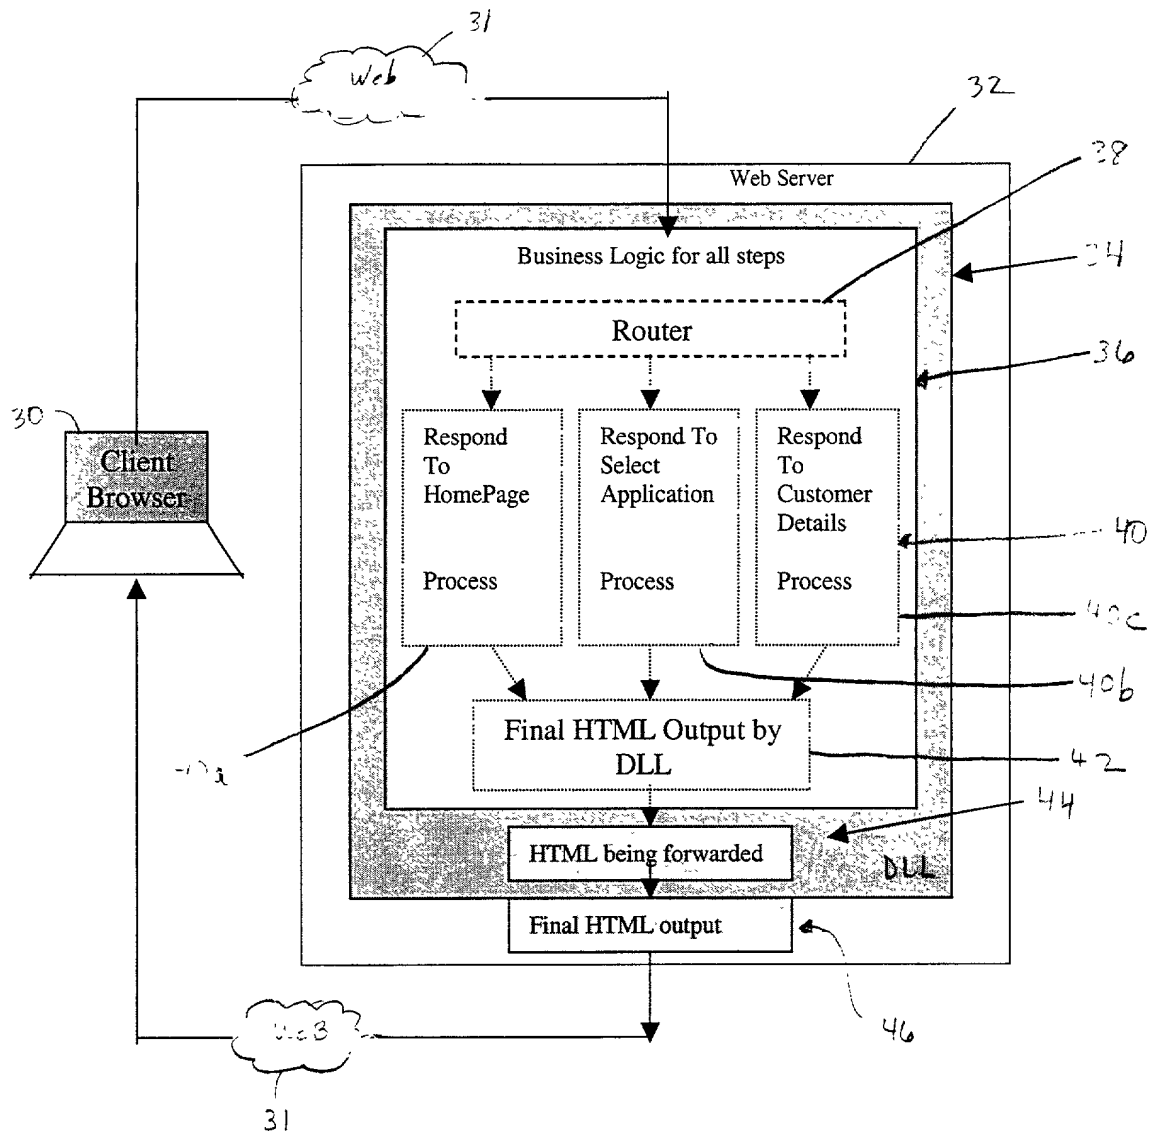 31
Web
32
Web Server
38
34
Business Logic for all steps
Router
36
30
Client
Browser
Respond
To
HomePage
Process
Respond To
Select
Application
Process
Respond
To
Customer
Details
Process
40
40c
40b
40a
Final HTML Output by
DLL
42
44
HTML being forwarded
DLL
Final HTML output
46
WEB
31